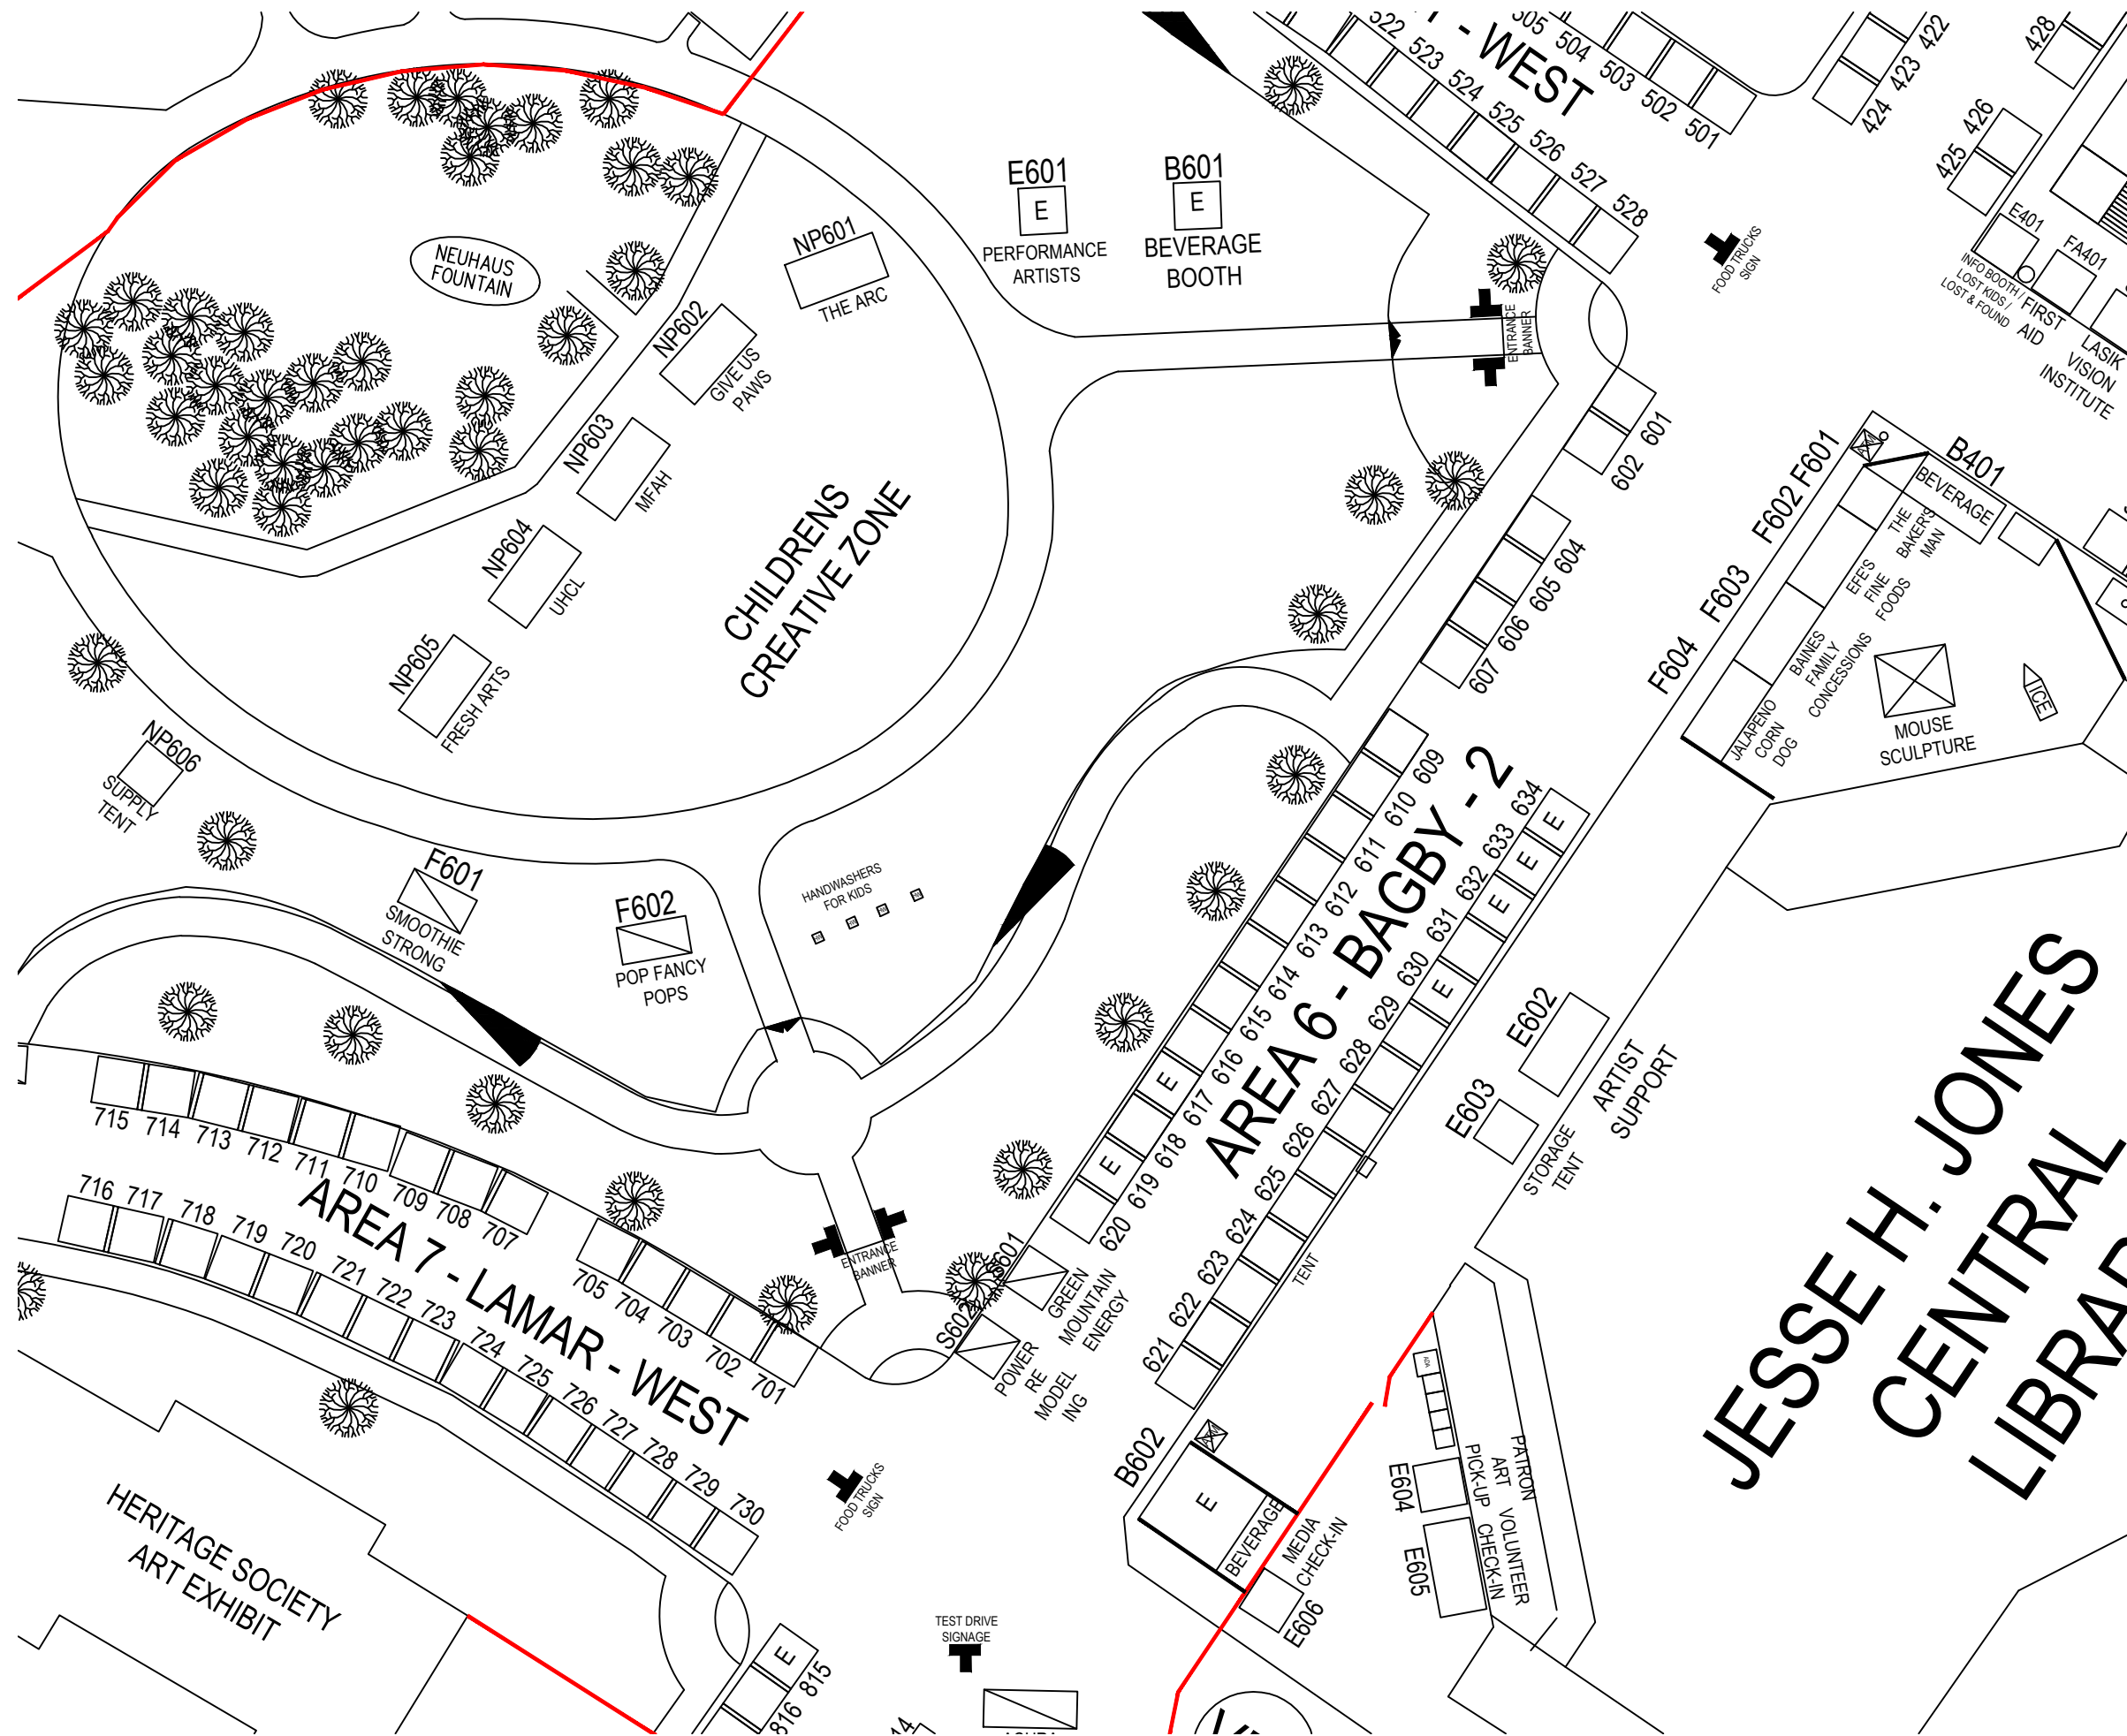 522
523
524
525
526
527
528
- WEST
505
504
503
502
501
422
423
424
428
426
425
E401
INFO BOOTH /
LOST KIDS /
LOST & FOUND
FA401
FIRST
AID
LASIK
VISION
INSTITUTE
FOOD TRUCKS
SIGN
E601
E
PERFORMANCE
ARTISTS
B601
E
BEVERAGE
BOOTH
ENTRANCE
BANNER
NEUHAUS
FOUNTAIN
NP601
THE ARC
NP602
GIVE US
PAWS
NP603
MFAH
NP604
UHCL
NP605
FRESH ARTS
NP606
SUPPLY
TENT
CHILDRENS
CREATIVE ZONE
601
602
604
605
606
607
F601
F602
F603
F604
B401
BEVERAGE
THE
BAKER'S
MAN
EFE'S
FINE
FOODS
BAINES
FAMILY
CONCESSIONS
JALAPENO
CORN
DOG
MOUSE
SCULPTURE
ICE
F601
SMOOTHIE
STRONG
F602
POP FANCY
POPS
HANDWASHERS
FOR KIDS
AREA 6 - BAGBY - 2
609
610
611
612
613
614
615
616
617
618
619
620
E
E
634
633
632
631
630
629
628
627
626
625
624
623
622
621
E
E
E
E
TENT
E602
ARTIST
SUPPORT
E603
STORAGE
TENT
JESSE H. JONES
CENTRAL
715
714
713
712
711
710
709
708
707
705
704
703
702
701
AREA 7 - LAMAR - WEST
716
717
718
719
720
721
722
723
724
725
726
727
728
729
730
ENTRANCE
BANNER
S601
GREEN
MOUNTAIN
ENERGY
S602
POWER
RE
MODEL
ING
HERITAGE SOCIETY
ART EXHIBIT
FOOD TRUCKS
SIGN
B602
E
BEVERAGE
MEDIA
CHECK-IN
E606
E604
E605
PATRON
ART
PICK-UP
VOLUNTEER
CHECK-IN
TEST DRIVE
SIGNAGE
E
815
816